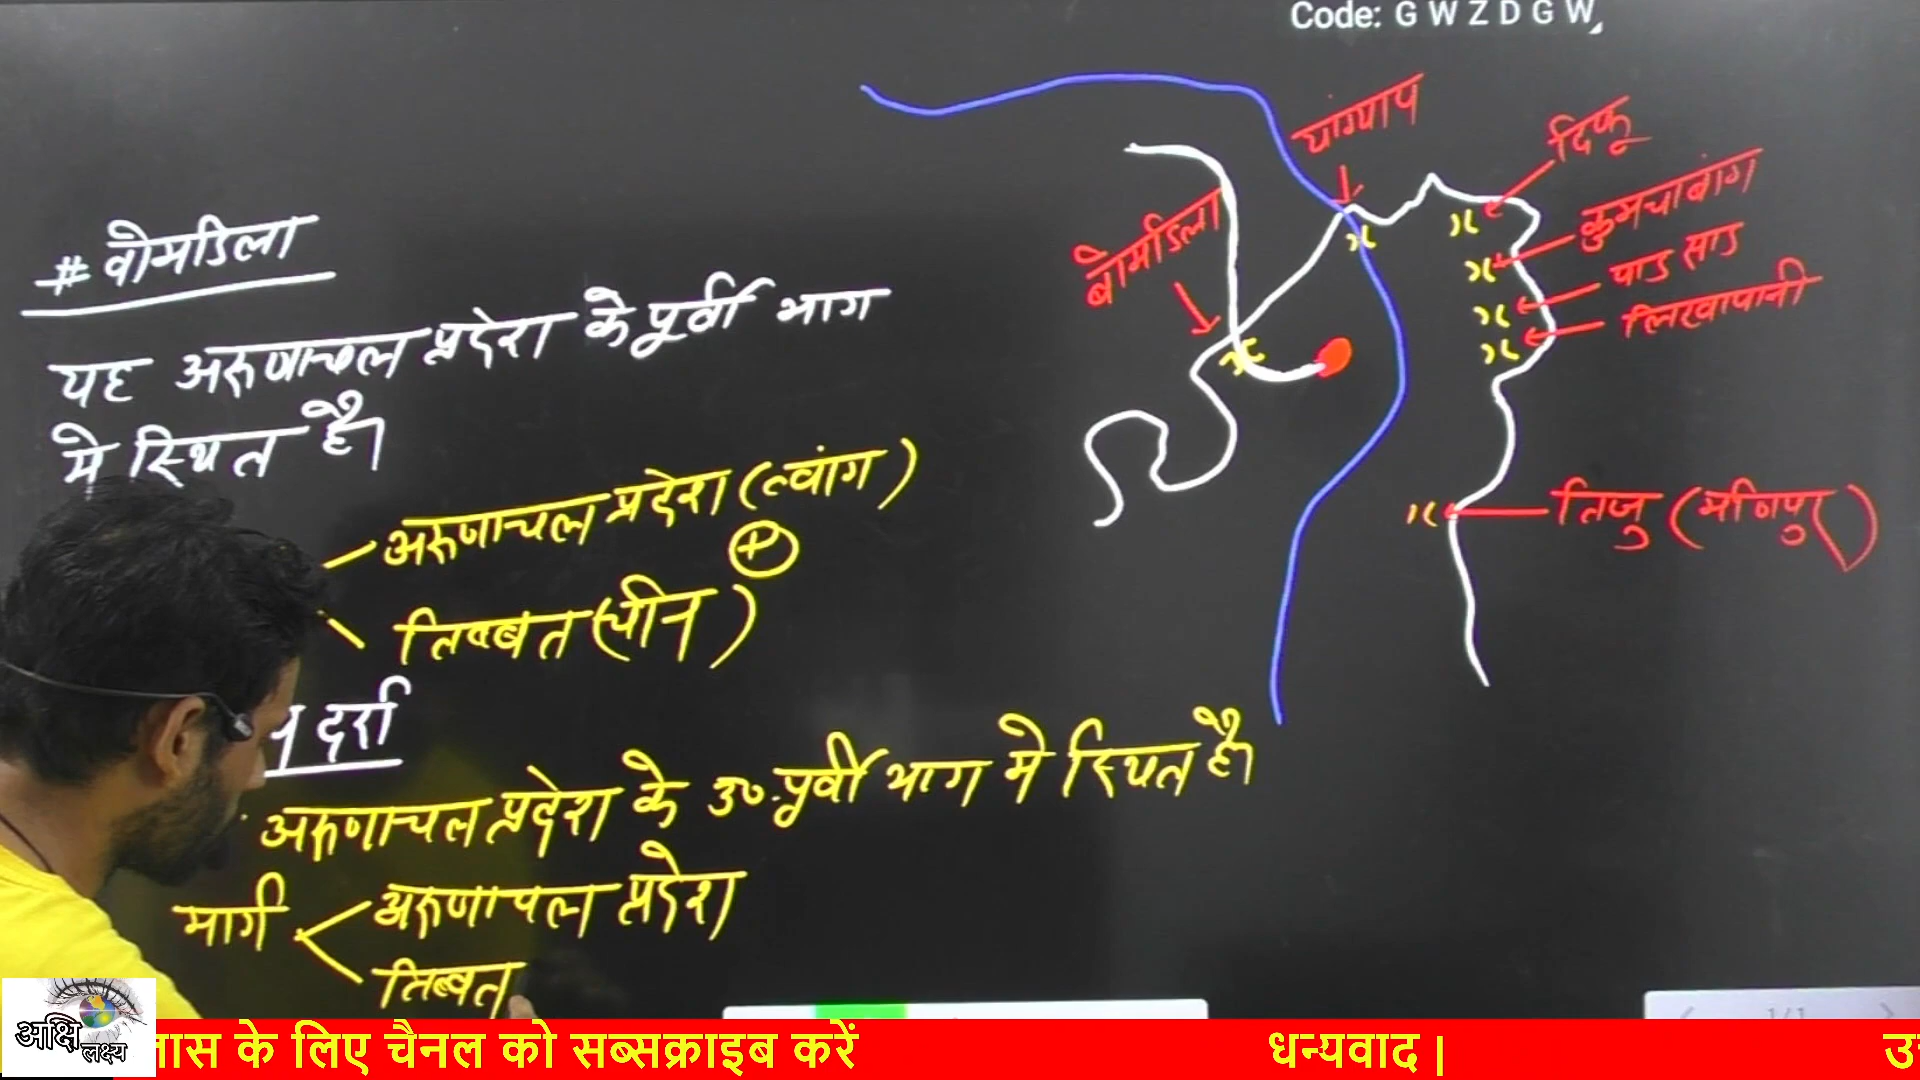 Code: G W Z D G W
यांग्याप
दिफू
कुमचाबांग
पाड साड
लिखापानी
बोमडिला
तिजु (मणिपुर)
# वोमडिला
यह अरुणाचल प्रदेश के पूर्वी भाग
मे स्थित है।
अरुणाचल प्रदेश (त्वांग)
+
तिब्बत (चीन)
दर्रा
अरुणाचल प्रदेश के उ०.पूर्वी भाग मे स्थित है।
मार्ग
अरुणाचल प्रदेश
तिब्बत
अक्षि
लक्ष्य
के लिए चैनल को सब्सक्राइब करें
धन्यवाद |